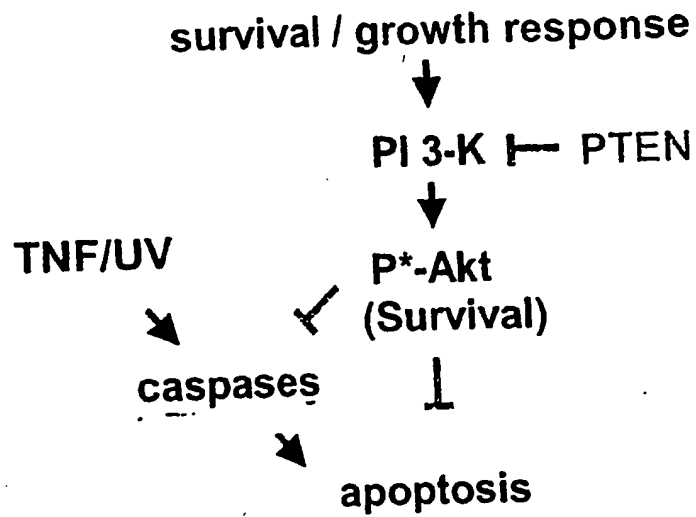 survival / growth response
PI 3-K PTEN
TNF/UV
P*-Akt
(Survival)
caspases
apoptosis